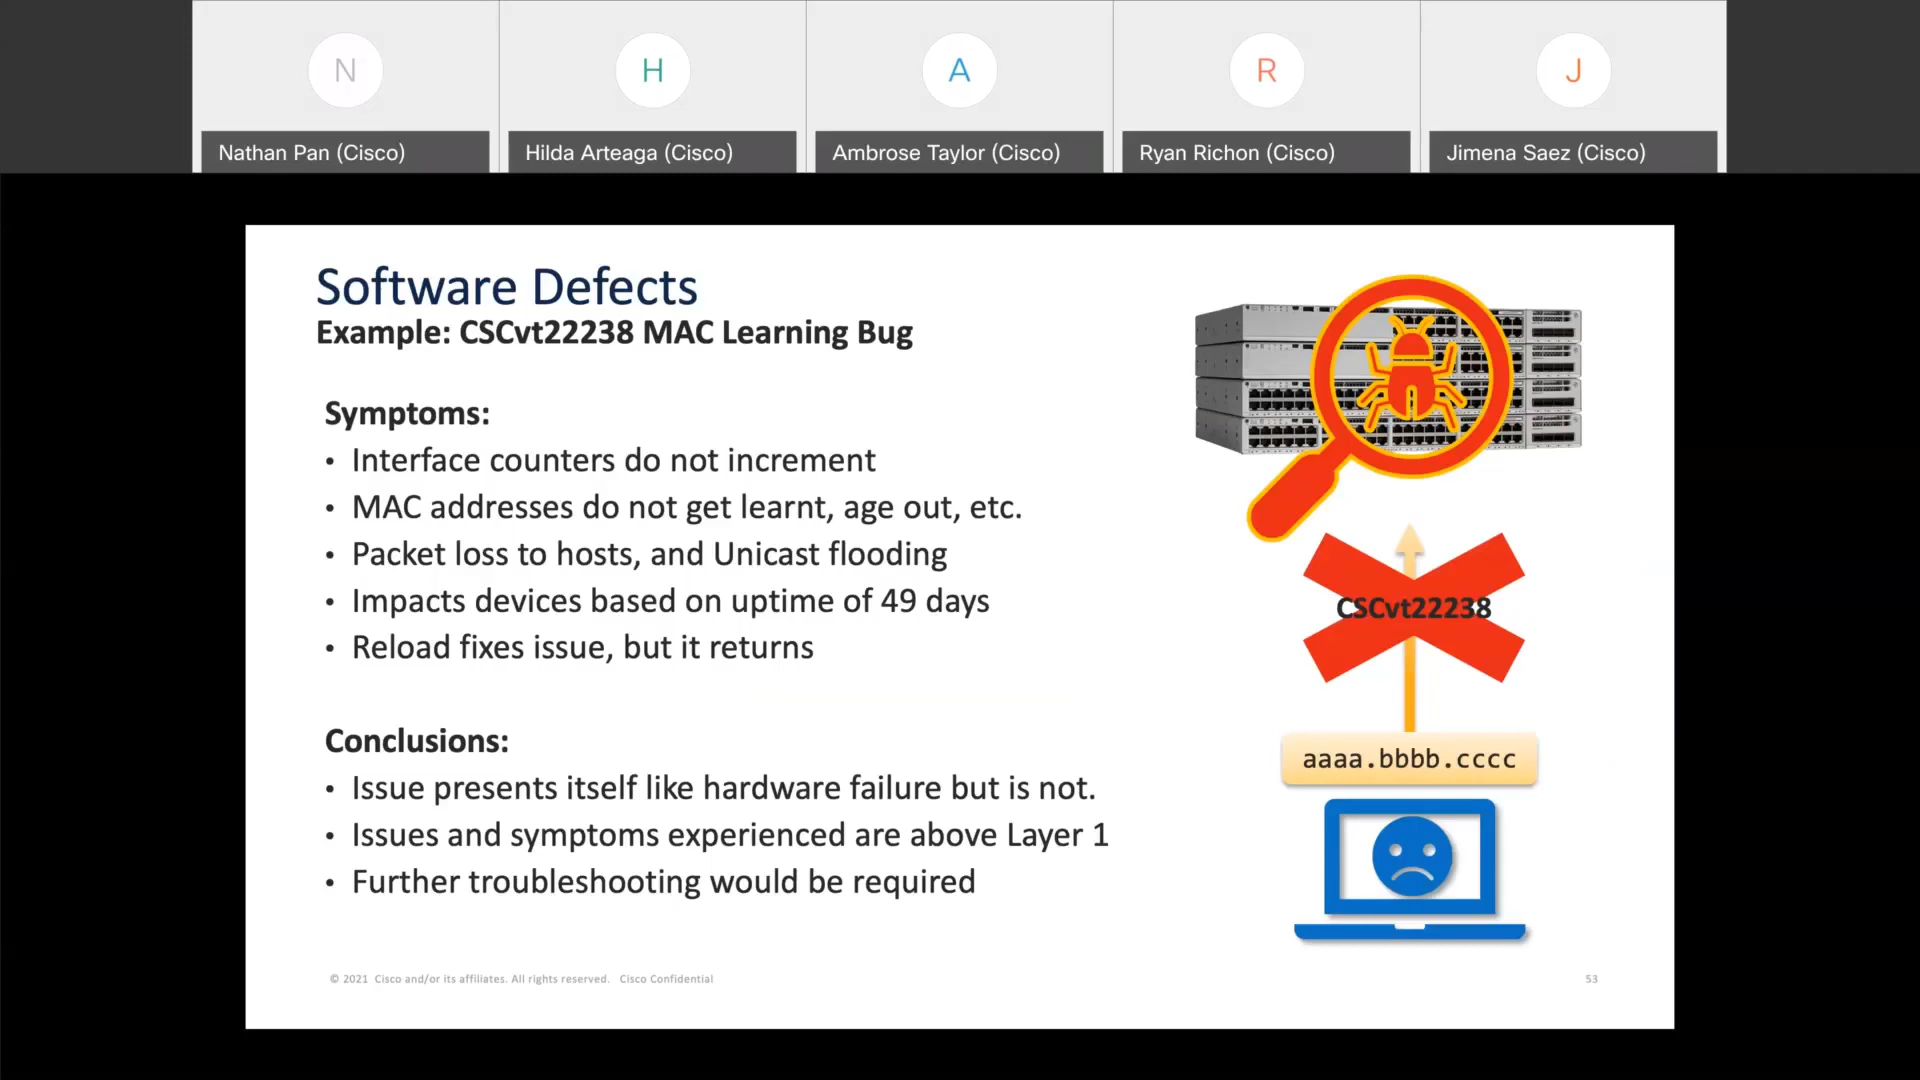 N
H
A
R
J
Nathan Pan (Cisco)
Hilda Arteaga (Cisco)
Ambrose Taylor (Cisco)
Ryan Richon (Cisco)
Jimena Saez (Cisco)
Software Defects
Example: CSCvt22238 MAC Learning Bug
Symptoms:
• Interface counters do not increment
• MAC addresses do not get learnt, age out, etc.
• Packet loss to hosts, and Unicast flooding
• Impacts devices based on uptime of 49 days
• Reload fixes issue, but it returns
Conclusions:
• Issue presents itself like hardware failure but is not.
• Issues and symptoms experienced are above Layer 1
• Further troubleshooting would be required
CSCvt22238
aaaa.bbbb.cccc
© 2021 Cisco and/or its affiliates. All rights reserved. Cisco Confidential
53